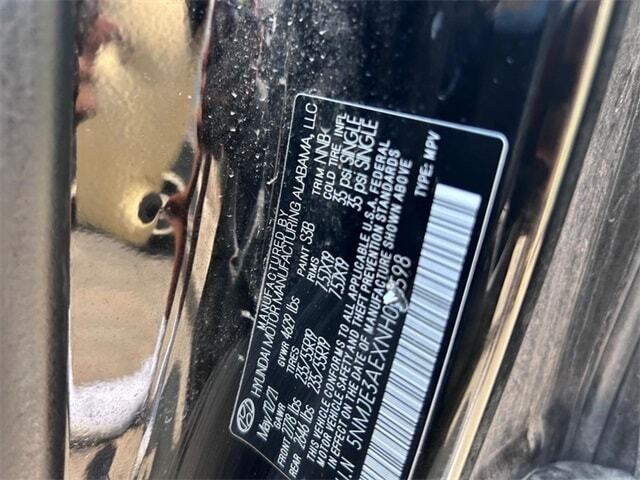 MANUFACTURED BY
HYUNDAI MOTOR MANUFACTURING ALABAMA, LLC
May/10/21 GVWR 4629 lbs PAINT S3B TRIM NNB
GAWR TIRES RIMS COLD TIRE INFL
FRONT 2778 lbs 235/55R19 7.5JX19 35 psi SINGLE
REAR 2646 lbs 235/55R19 7.5JX19 35 psi SINGLE
THIS VEHICLE CONFORMS TO ALL APPLICABLE U.S.A. FEDERAL
MOTOR VEHICLE SAFETY AND THEFT PREVENTION STANDARDS
IN EFFECT ON THE DATE OF MANUFACTURE SHOWN ABOVE
TYPE: MPV